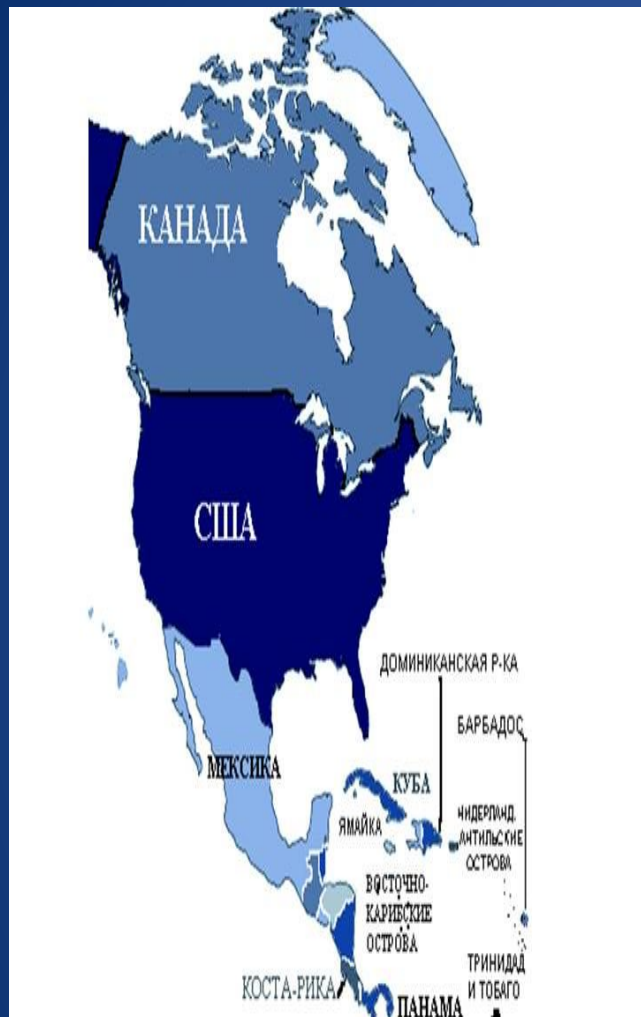 КАНАДА
США
ДОМИНИКАНСКАЯ Р-КА
БАРБАДОС
МЕКСИКА
КУБА
ЯМАЙКА
НИДЕРЛАНД.
АНТИЛЬСКИЕ
ОСТРОВА
ВОСТОЧНО-
КАРИБСКИЕ
ОСТРОВА
ТРИНИДАД
И ТОБАГО
КОСТА-РИКА
ПАНАМА